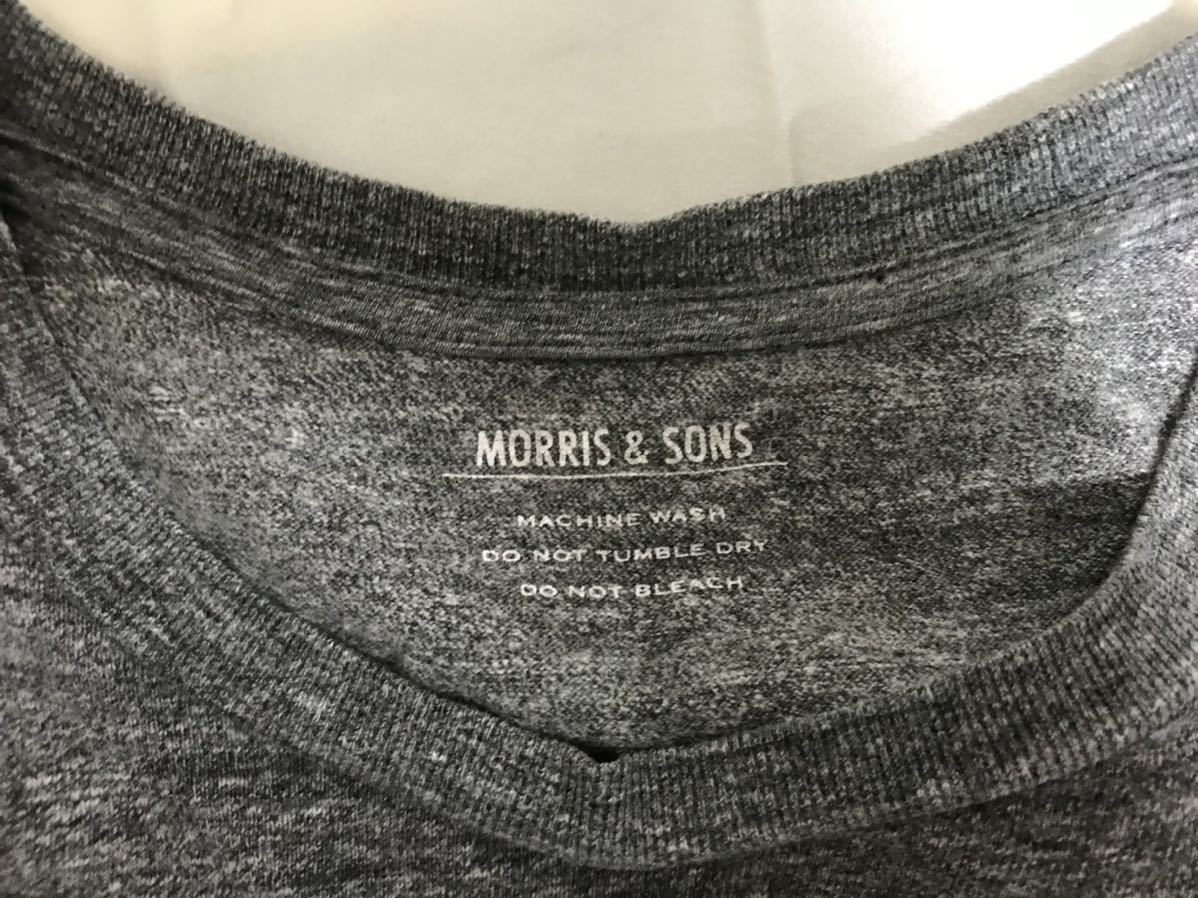 MORRIS & SONS
MACHINE WASH
DO NOT TUMBLE DRY
DO NOT BLEACH